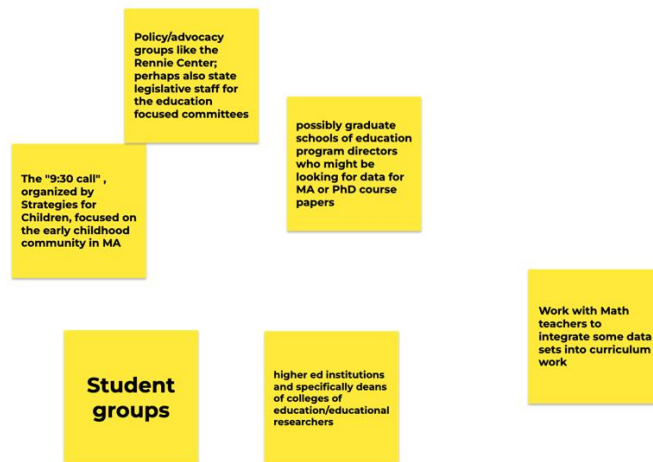 Policy/advocacy
groups like the
Rennie Center;
perhaps also state
legislative staff for
the education
focused committees
possibly graduate
schools of education
program directors
who might be
looking for data for
MA or PhD course
papers
The "9:30 call" ,
organized by
Strategies for
Children, focused on
the early childhood
community in MA
Work with Math
teachers to
integrate some data
sets into curriculum
work
Student
groups
higher ed institutions
and specifically deans
of colleges of
education/educational
researchers